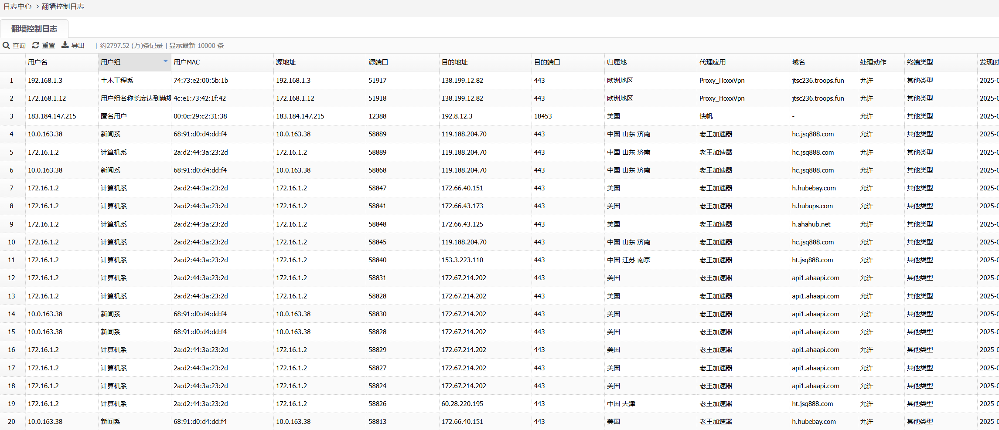 日志中心 > 翻墙控制日志
翻墙控制日志
查询 重置 导出 [ 约2797.52 (万)条记录 ] 显示最新 10000 条
用户名 用户组 用户MAC 源地址 源端口 目的地址 目的端口 归属地 代理应用 域名 处理动作 终端类型 发现时
1 192.168.1.3 土木工程系 74:73:e2:00:5b:1b 192.168.1.3 51917 138.199.12.82 443 欧洲地区 Proxy_HoxxVpn jtsc236.troops.fun 允许 其他类型 2025-0
2 172.168.1.12 用户组名称长度达到满规 4c:e1:73:42:1f:42 172.168.1.12 51918 138.199.12.82 443 欧洲地区 Proxy_HoxxVpn jtsc236.troops.fun 允许 其他类型 2025-0
3 183.184.147.215 匿名用户 00:0c:29:c2:31:38 183.184.147.215 12388 192.8.12.3 18453 美国 快帆 - 允许 其他类型 2025-0
4 10.0.163.38 新闻系 68:91:d0:d4:dd:f4 10.0.163.38 58889 119.188.204.70 443 中国 山东 济南 老王加速器 hc.jsq888.com 允许 其他类型 2025-0
5 172.16.1.2 计算机系 2a:d2:44:3a:23:2d 172.16.1.2 58889 119.188.204.70 443 中国 山东 济南 老王加速器 hc.jsq888.com 允许 其他类型 2025-0
6 10.0.163.38 新闻系 68:91:d0:d4:dd:f4 10.0.163.38 58868 119.188.204.70 443 中国 山东 济南 老王加速器 hc.jsq888.com 允许 其他类型 2025-0
7 172.16.1.2 计算机系 2a:d2:44:3a:23:2d 172.16.1.2 58847 172.66.40.151 443 美国 老王加速器 h.hubebay.com 允许 其他类型 2025-0
8 172.16.1.2 计算机系 2a:d2:44:3a:23:2d 172.16.1.2 58841 172.66.43.173 443 美国 老王加速器 h.hubups.com 允许 其他类型 2025-0
9 172.16.1.2 计算机系 2a:d2:44:3a:23:2d 172.16.1.2 58848 172.66.43.125 443 美国 老王加速器 h.ahahub.net 允许 其他类型 2025-0
10 172.16.1.2 计算机系 2a:d2:44:3a:23:2d 172.16.1.2 58845 119.188.204.70 443 中国 山东 济南 老王加速器 hc.jsq888.com 允许 其他类型 2025-0
11 172.16.1.2 计算机系 2a:d2:44:3a:23:2d 172.16.1.2 58840 153.3.223.110 443 中国 江苏 南京 老王加速器 ht.jsq888.com 允许 其他类型 2025-0
12 172.16.1.2 计算机系 2a:d2:44:3a:23:2d 172.16.1.2 58831 172.67.214.202 443 美国 老王加速器 api1.ahaapi.com 允许 其他类型 2025-0
13 172.16.1.2 计算机系 2a:d2:44:3a:23:2d 172.16.1.2 58828 172.67.214.202 443 美国 老王加速器 api1.ahaapi.com 允许 其他类型 2025-0
14 10.0.163.38 新闻系 68:91:d0:d4:dd:f4 10.0.163.38 58830 172.67.214.202 443 美国 老王加速器 api1.ahaapi.com 允许 其他类型 2025-0
15 10.0.163.38 新闻系 68:91:d0:d4:dd:f4 10.0.163.38 58828 172.67.214.202 443 美国 老王加速器 api1.ahaapi.com 允许 其他类型 2025-0
16 172.16.1.2 计算机系 2a:d2:44:3a:23:2d 172.16.1.2 58829 172.67.214.202 443 美国 老王加速器 api1.ahaapi.com 允许 其他类型 2025-0
17 172.16.1.2 计算机系 2a:d2:44:3a:23:2d 172.16.1.2 58827 172.67.214.202 443 美国 老王加速器 api1.ahaapi.com 允许 其他类型 2025-0
18 172.16.1.2 计算机系 2a:d2:44:3a:23:2d 172.16.1.2 58824 172.67.214.202 443 美国 老王加速器 api1.ahaapi.com 允许 其他类型 2025-0
19 172.16.1.2 计算机系 2a:d2:44:3a:23:2d 172.16.1.2 58826 60.28.220.195 443 中国 天津 老王加速器 ht.jsq888.com 允许 其他类型 2025-0
20 10.0.163.38 新闻系 68:91:d0:d4:dd:f4 10.0.163.38 58813 172.66.40.151 443 美国 老王加速器 h.hubebay.com 允许 其他类型 2025-0